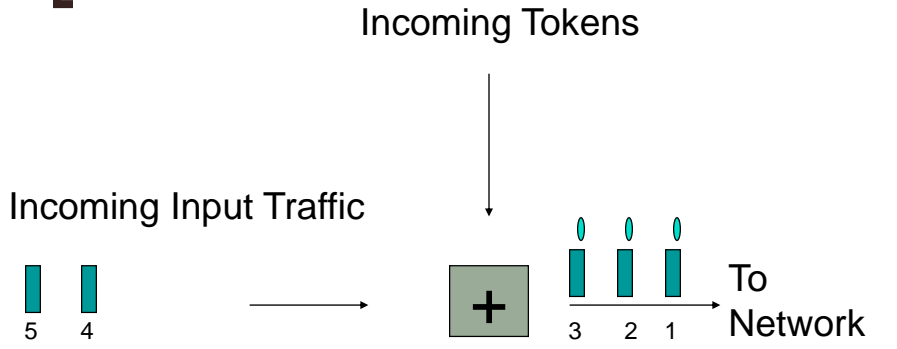 Incoming Tokens
Incoming Input Traffic
+
To
Network
5 4
3 2 1